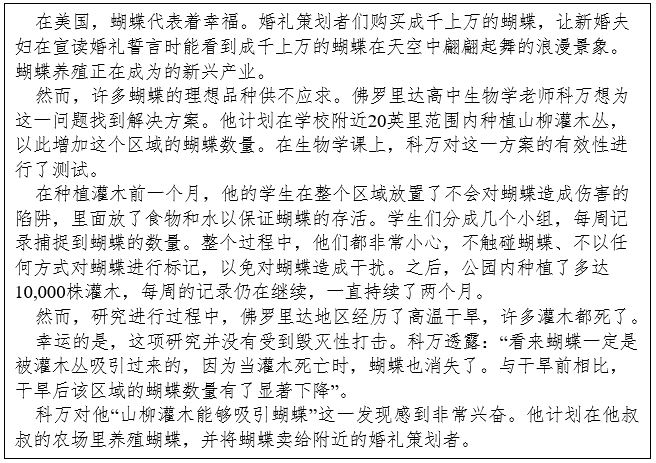 在美国，蝴蝶代表着幸福。婚礼策划者们购买成千上万的蝴蝶，让新婚夫
妇在宣读婚礼誓言时能看到成千上万的蝴蝶在天空中翩翩起舞的浪漫景象。
蝴蝶养殖正在成为的新兴产业。
然而，许多蝴蝶的理想品种供不应求。佛罗里达高中生物学老师科万想为
这一问题找到解决方案。他计划在学校附近20英里范围内种植山柳灌木丛，
以此增加这个区域的蝴蝶数量。在生物学课上，科万对这一方案的有效性进
行了测试。
在种植灌木前一个月，他的学生在整个区域放置了不会对蝴蝶造成伤害的
陷阱，里面放了食物和水以保证蝴蝶的存活。学生们分成几个小组，每周记
录捕捉到蝴蝶的数量。整个过程中，他们都非常小心，不触碰蝴蝶、不以任
何方式对蝴蝶进行标记，以免对蝴蝶造成干扰。之后，公园内种植了多达
10,000株灌木，每周的记录仍在继续，一直持续了两个月。
然而，研究进行过程中，佛罗里达地区经历了高温干旱，许多灌木都死了。
幸运的是，这项研究并没有受到毁灭性打击。科万透露：“看来蝴蝶一定是
被灌木丛吸引过来的，因为当灌木死亡时，蝴蝶也消失了。与干旱前相比，
干旱后该区域的蝴蝶数量有了显著下降”。
科万对他“山柳灌木能够吸引蝴蝶”这一发现感到非常兴奋。他计划在他叔
叔的农场里养殖蝴蝶，并将蝴蝶卖给附近的婚礼策划者。